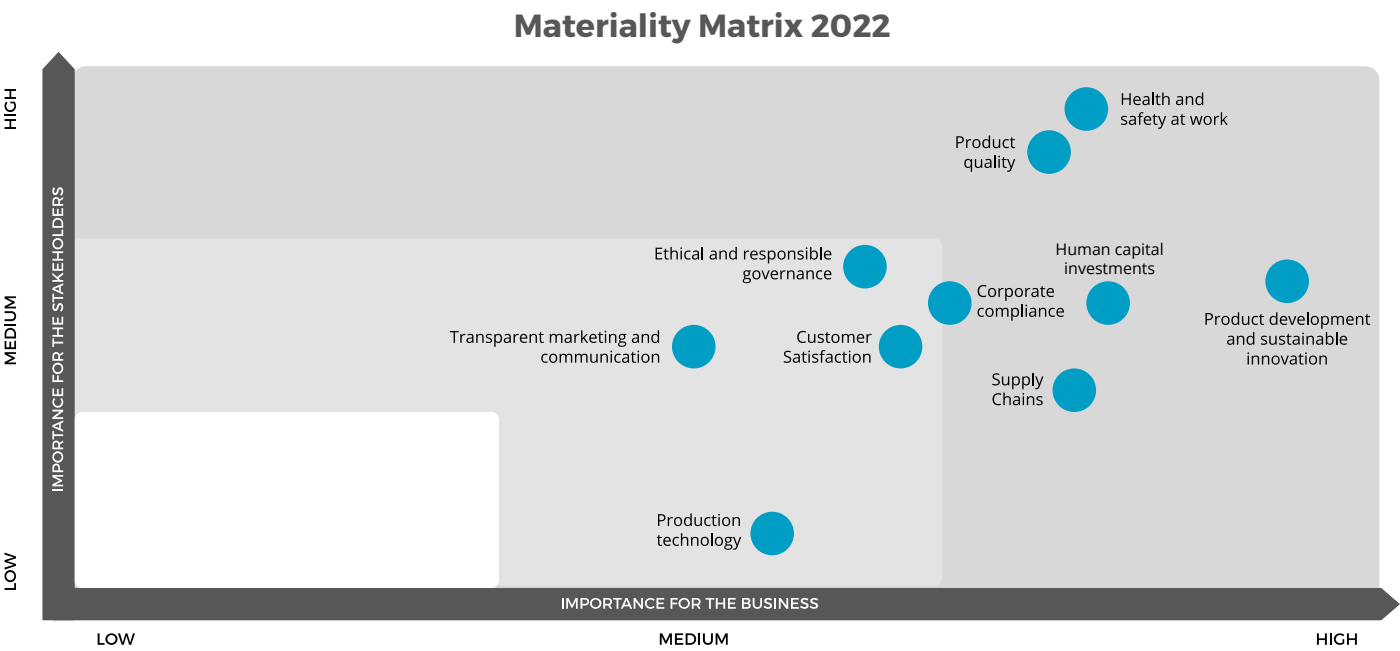 Materiality Matrix 2022
HIGH
MEDIUM
LOW
IMPORTANCE FOR THE STAKEHOLDERS
Health and
safety at work
Product
quality
Ethical and responsible
governance
Human capital
investments
Corporate
compliance
Product development
and sustainable
innovation
Transparent marketing and
communication
Customer
Satisfaction
Supply
Chains
Production
technology
IMPORTANCE FOR THE BUSINESS
LOW
MEDIUM
HIGH